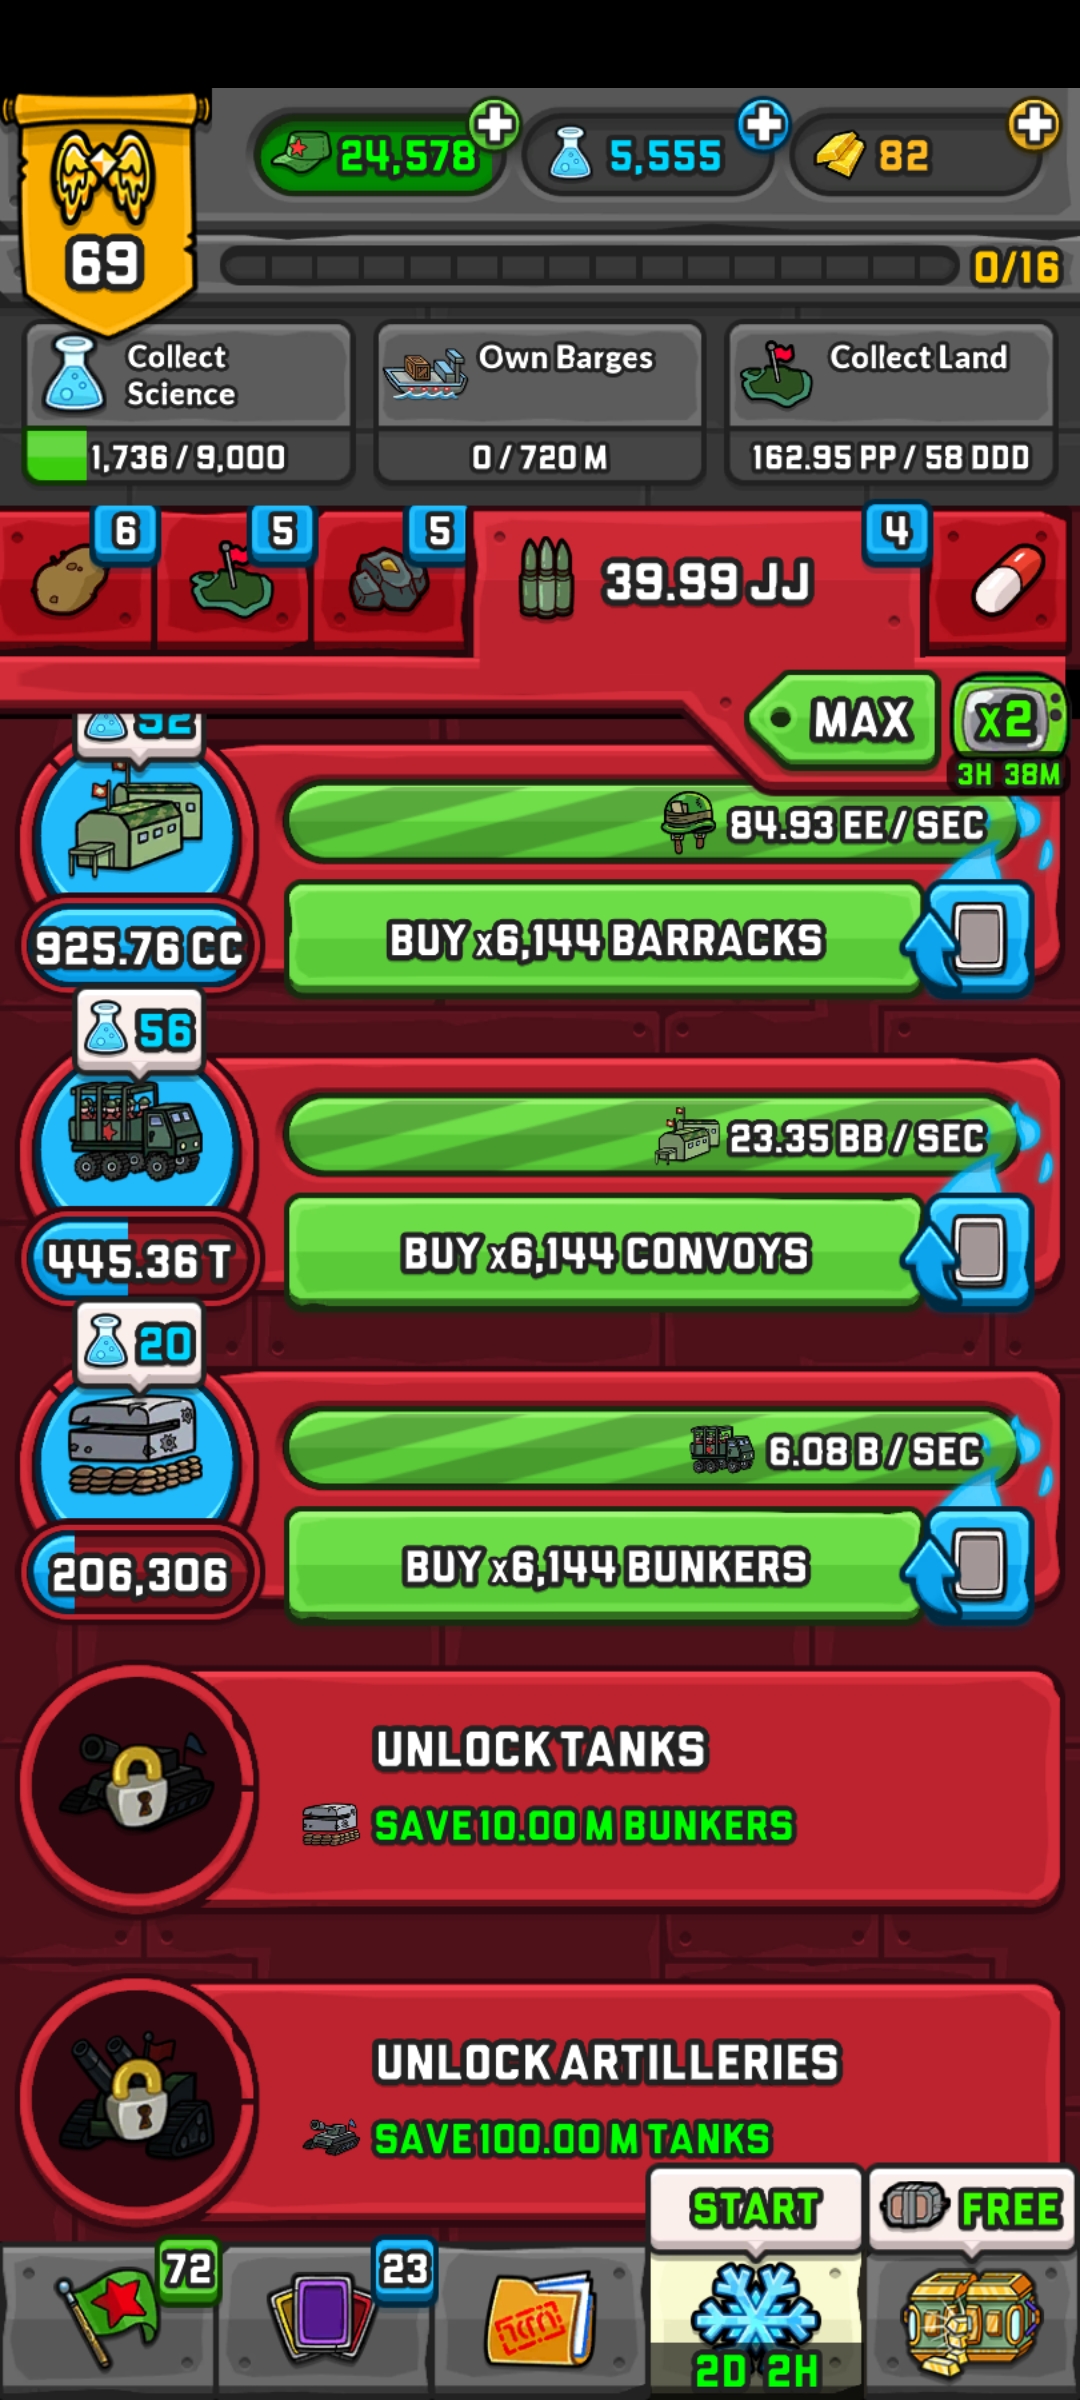 24,578
5,555
82
69
0/16
Collect
Science
1,736 / 9,000
Own Barges
0 / 720 M
Collect Land
162.95 PP / 58 DDD
6
5
5
39.99 JJ
4
MAX
x2
3H 38M
92
84.93 EE / SEC
925.76 CC
BUY x6,144 BARRACKS
56
23.35 BB / SEC
445.36 T
BUY x6,144 CONVOYS
20
6.08 B / SEC
206,306
BUY x6,144 BUNKERS
UNLOCK TANKS
SAVE 10.00 M BUNKERS
UNLOCK ARTILLERIES
SAVE 100.00 M TANKS
START
FREE
72
23
2D 2H